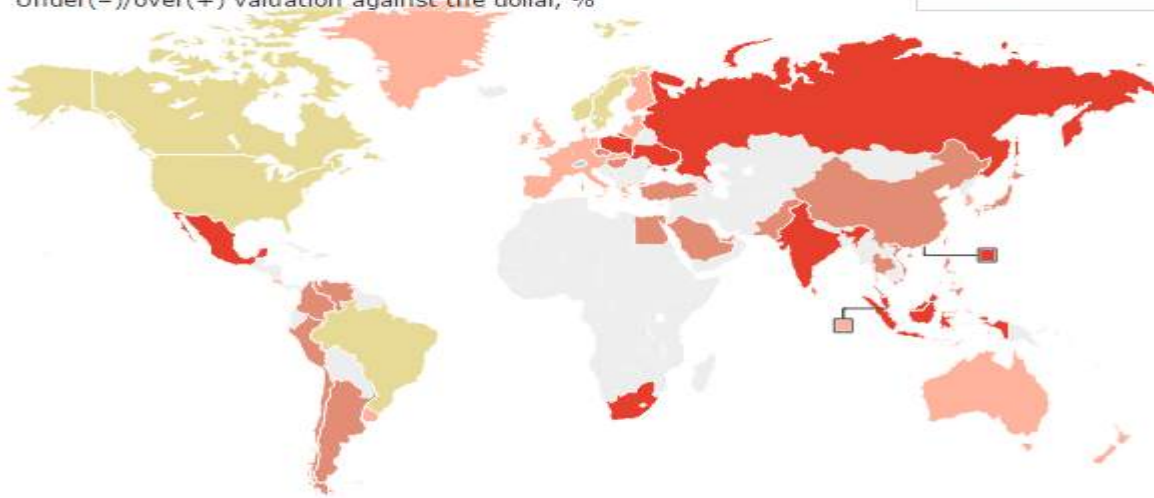 Under(−)/over(+) valuation against the dollar, %